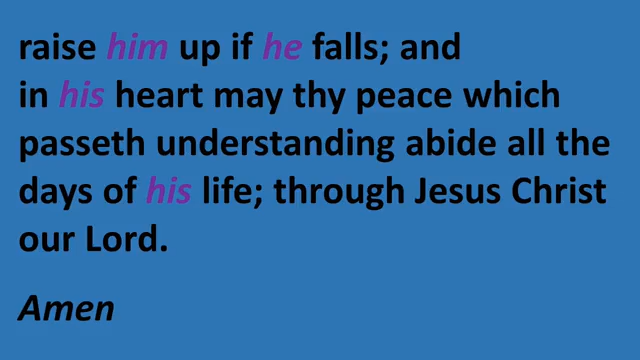 raise him up if he falls; and
in his heart may thy peace which
passeth understanding abide all the
days of his life; through Jesus Christ
our Lord.
Amen